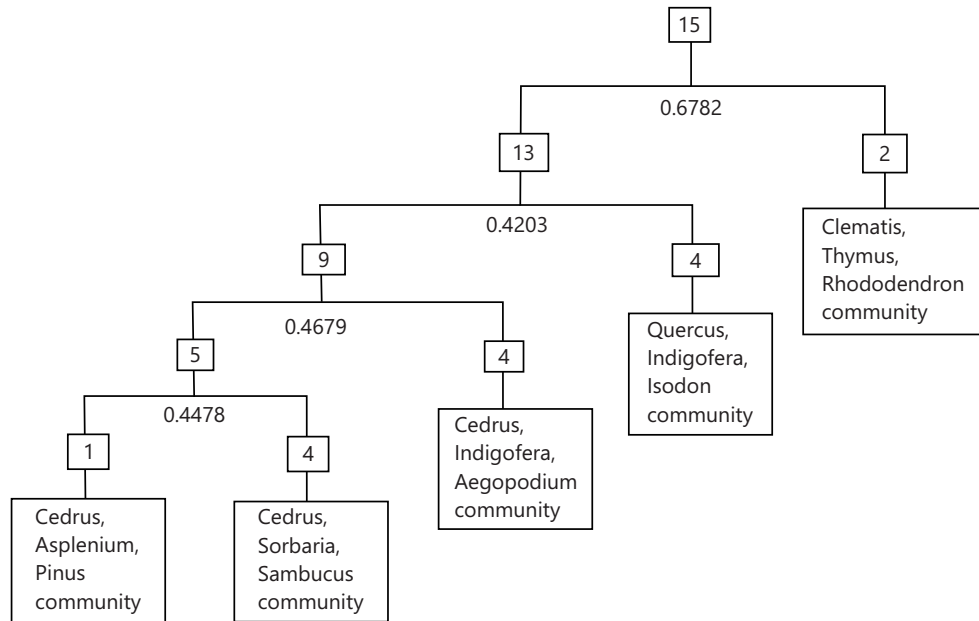 15
0.6782
13
2
0.4203
Clematis,
Thymus,
Rhododendron
community
9
4
0.4679
Quercus,
Indigofera,
Isodon
community
5
4
0.4478
Cedrus,
Indigofera,
Aegopodium
community
1
4
Cedrus,
Asplenium,
Pinus
community
Cedrus,
Sorbaria,
Sambucus
community